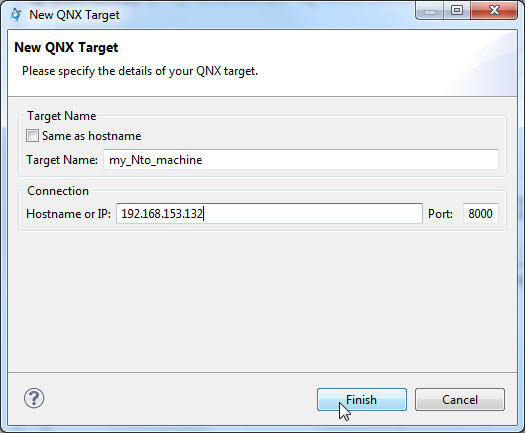 New QNX Target
New QNX Target
Please specify the details of your QNX target.
Target Name
Same as hostname
Target Name: my_Nto_machine
Connection
Hostname or IP: 192.168.153.132 Port: 8000
? Finish Cancel